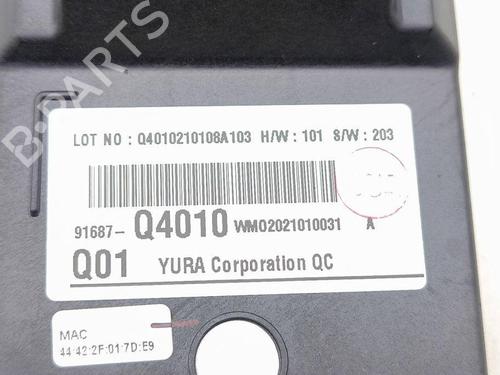 B-PARTS
LOT NO : Q4010210108A103 H/W : 101 S/W : 203
91687- Q4010 WMO2021010031 A
Q01 YURA Corporation QC
MAC
44:42:2F:01:7D:E9